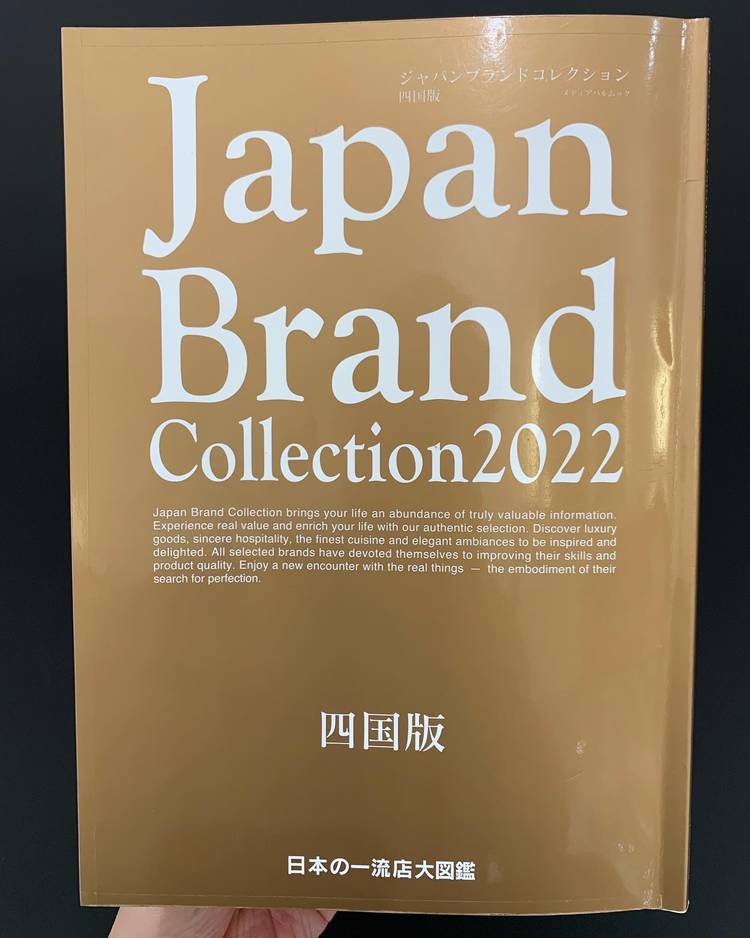 ジャパンブランドコレクション
四国版 メディアパルムック
Japan
Brand
Collection2022
Japan Brand Collection brings your life an abundance of truly valuable information.
Experience real value and enrich your life with our authentic selection. Discover luxury
goods, sincere hospitality, the finest cuisine and elegant ambiances to be inspired and
delighted. All selected brands have devoted themselves to improving their skills and
product quality. Enjoy a new encounter with the real things — the embodiment of their
search for perfection.
四国版
日本の一流店大図鑑